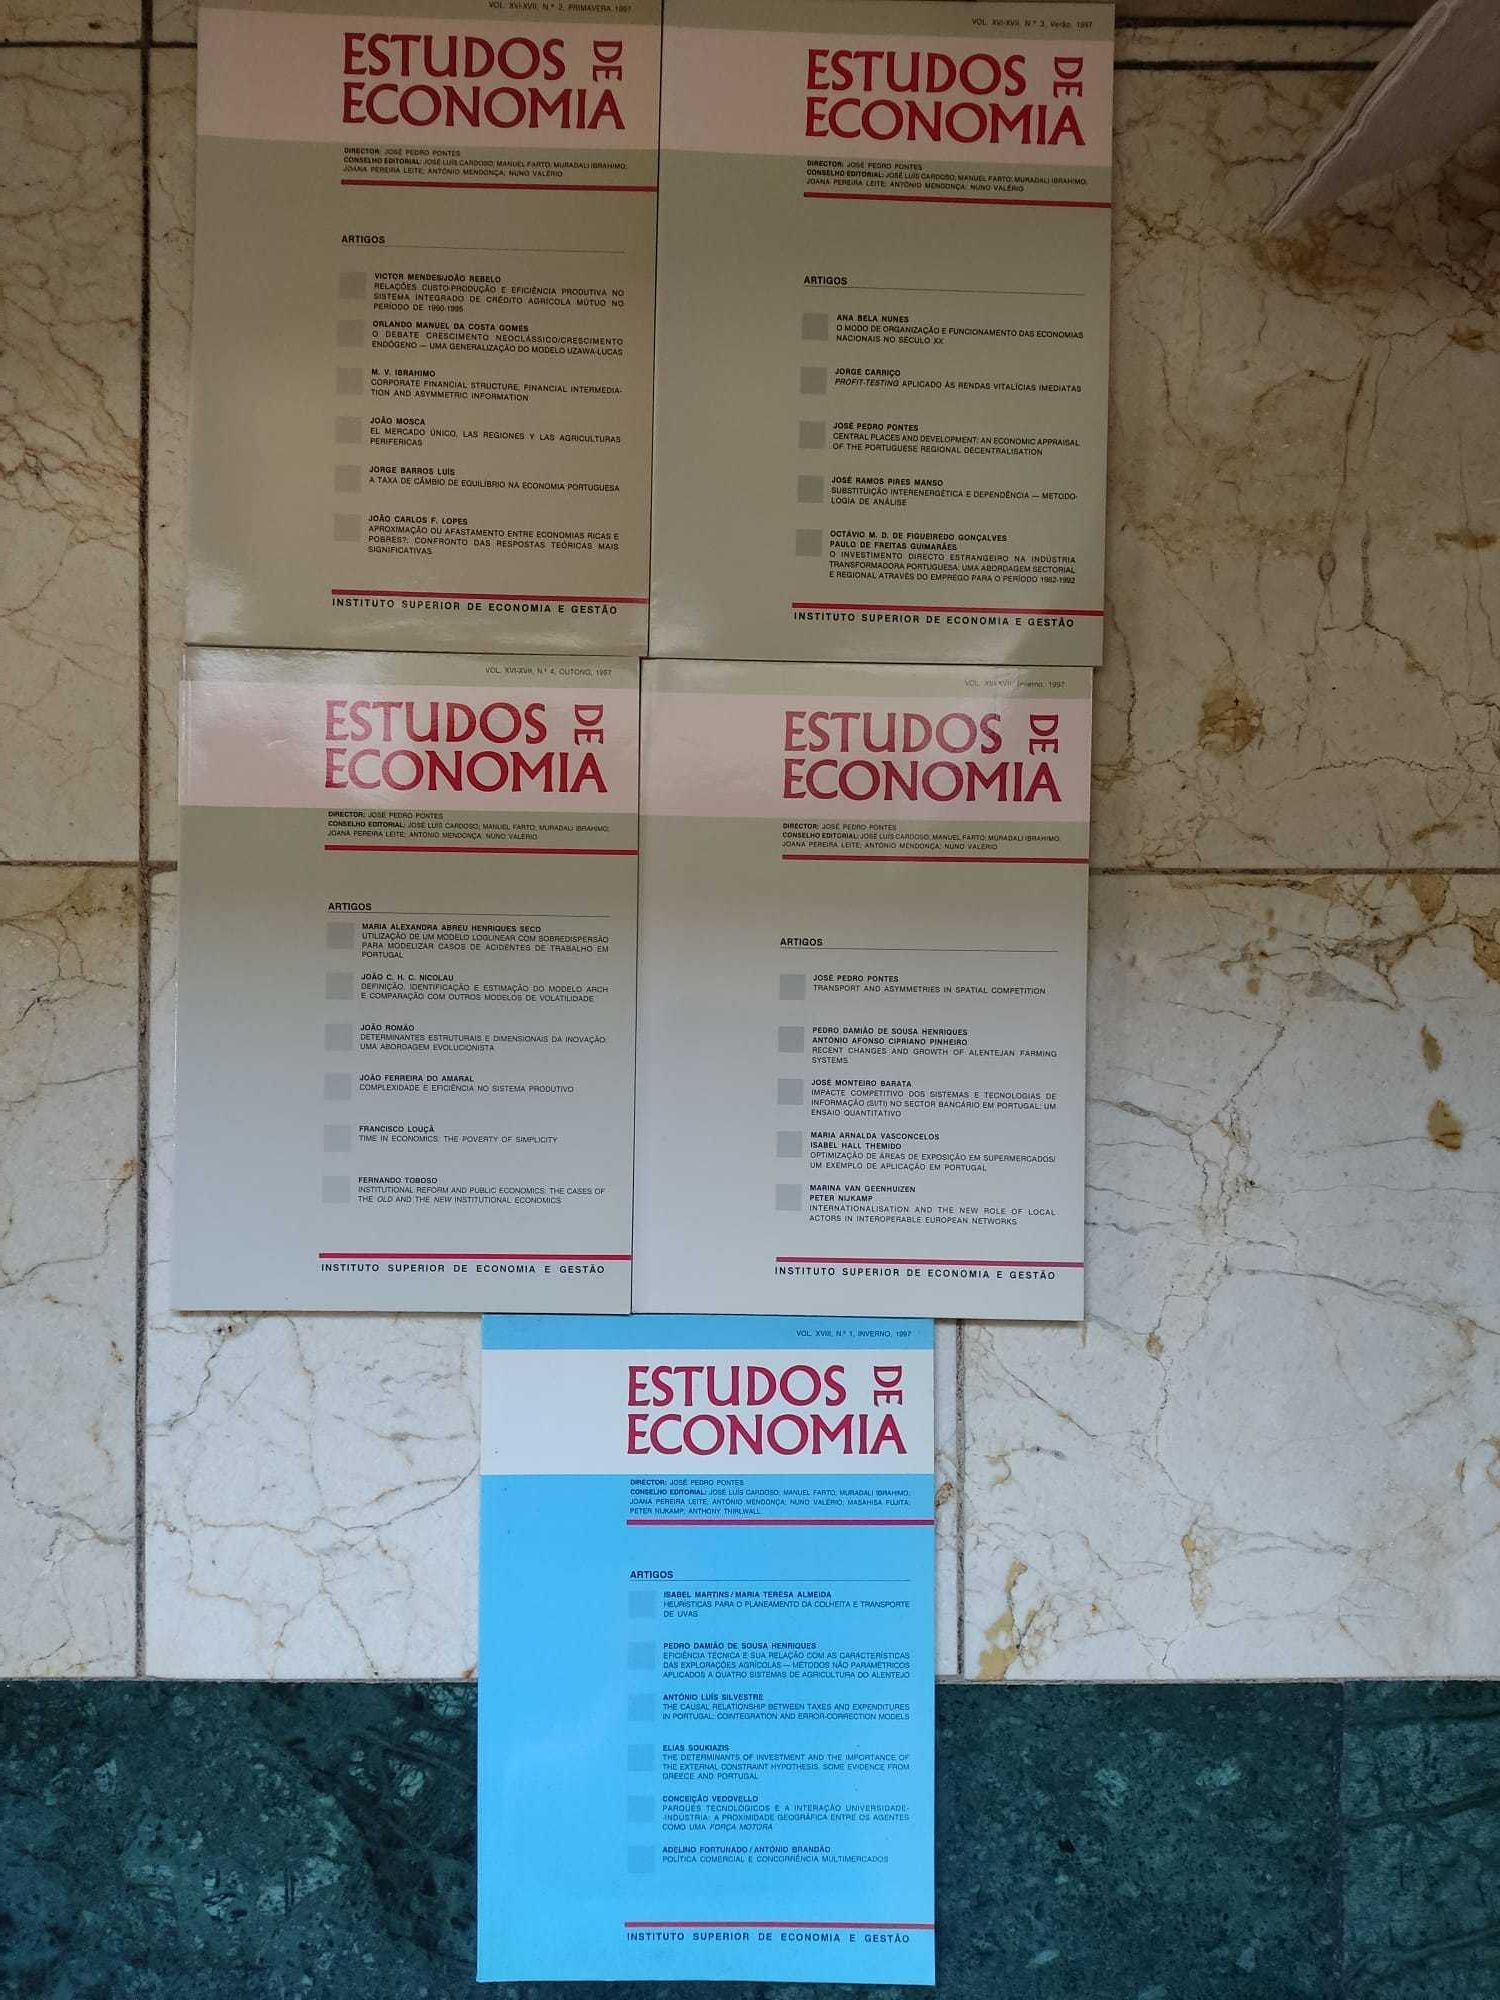 VOL. XVI-XVII, N.º 2, PRIMAVERA 1997
ESTUDOS DE
ECONOMIA
DIRECTOR: JOSÉ PEDRO PONTES
CONSELHO EDITORIAL: JOSÉ LUÍS CARDOSO; MANUEL FARTO; MURADALI IBRAHIMO;
JOANA PEREIRA LEITE; ANTÓNIO MENDONÇA; NUNO VALÉRIO
ARTIGOS
VICTOR MENDES/JOÃO REBELO
RELAÇÕES CUSTO-PRODUÇÃO E EFICIÊNCIA PRODUTIVA NO
SISTEMA INTEGRADO DE CRÉDITO AGRÍCOLA MÚTUO NO
PERÍODO DE 1990-1995
ORLANDO MANUEL DA COSTA GOMES
O DEBATE CRESCIMENTO NEOCLÁSSICO/CRESCIMENTO
ENDÓGENO — UMA GENERALIZAÇÃO DO MODELO UZAWA-LUCAS
M. V. IBRAHIMO
CORPORATE FINANCIAL STRUCTURE, FINANCIAL INTERMEDIA-
TION AND ASYMMETRIC INFORMATION
JOÃO MOSCA
EL MERCADO ÚNICO, LAS REGIONES Y LAS AGRICULTURAS
PERIFERICAS
JORGE BARROS LUÍS
A TAXA DE CÂMBIO DE EQUILÍBRIO NA ECONOMIA PORTUGUESA
JOÃO CARLOS F. LOPES
APROXIMAÇÃO OU AFASTAMENTO ENTRE ECONOMIAS RICAS E
POBRES?: CONFRONTO DAS RESPOSTAS TEÓRICAS MAIS
SIGNIFICATIVAS
INSTITUTO SUPERIOR DE ECONOMIA E GESTÃO
VOL. XVI-XVII, N.º 3, Verão, 1997
ESTUDOS DE
ECONOMIA
DIRECTOR: JOSÉ PEDRO PONTES
CONSELHO EDITORIAL: JOSÉ LUÍS CARDOSO; MANUEL FARTO; MURADALI IBRAHIMO;
JOANA PEREIRA LEITE; ANTÓNIO MENDONÇA; NUNO VALÉRIO
ARTIGOS
ANA BELA NUNES
O MODO DE ORGANIZAÇÃO E FUNCIONAMENTO DAS ECONOMIAS
NACIONAIS NO SÉCULO XX
JORGE CARRIÇO
PROFIT-TESTING APLICADO ÀS RENDAS VITALÍCIAS IMEDIATAS
JOSÉ PEDRO PONTES
CENTRAL PLACES AND DEVELOPMENT: AN ECONOMIC APPRAISAL
OF THE PORTUGUESE REGIONAL DECENTRALISATION
JOSÉ RAMOS PIRES MANSO
SUBSTITUIÇÃO INTERENERGÉTICA E DEPENDÊNCIA — METODO-
LOGIA DE ANÁLISE
OCTÁVIO M. D. DE FIGUEIREDO GONÇALVES
PAULO DE FREITAS GUIMARÃES
O INVESTIMENTO DIRECTO ESTRANGEIRO NA INDÚSTRIA
TRANSFORMADORA PORTUGUESA. UMA ABORDAGEM SECTORIAL
E REGIONAL ATRAVÉS DO EMPREGO PARA O PERÍODO 1982-1992
INSTITUTO SUPERIOR DE ECONOMIA E GESTÃO
VOL. XVI-XVII, N.º 4, OUTONO, 1997
ESTUDOS DE
ECONOMIA
DIRECTOR: JOSÉ PEDRO PONTES
CONSELHO EDITORIAL: JOSÉ LUÍS CARDOSO; MANUEL FARTO; MURADALI IBRAHIMO;
JOANA PEREIRA LEITE; ANTÓNIO MENDONÇA; NUNO VALÉRIO
ARTIGOS
MARIA ALEXANDRA ABREU HENRIQUES SECO
UTILIZAÇÃO DE UM MODELO LOGLINEAR COM SOBREDISPERSÃO
PARA MODELIZAR CASOS DE ACIDENTES DE TRABALHO EM
PORTUGAL
JOÃO C. H. C. NICOLAU
DEFINIÇÃO, IDENTIFICAÇÃO E ESTIMAÇÃO DO MODELO ARCH
E COMPARAÇÃO COM OUTROS MODELOS DE VOLATILIDADE
JOÃO ROMÃO
DETERMINANTES ESTRUTURAIS E DIMENSIONAIS DA INOVAÇÃO:
UMA ABORDAGEM EVOLUCIONISTA
JOÃO FERREIRA DO AMARAL
COMPLEXIDADE E EFICIÊNCIA NO SISTEMA PRODUTIVO
FRANCISCO LOUÇÃ
TIME IN ECONOMICS: THE POVERTY OF SIMPLICITY
FERNANDO TOBOSO
INSTITUTIONAL REFORM AND PUBLIC ECONOMICS: THE CASES OF
THE OLD AND THE NEW INSTITUTIONAL ECONOMICS
INSTITUTO SUPERIOR DE ECONOMIA E GESTÃO
VOL. Inverno, 1997
ESTUDOS DE
ECONOMIA
DIRECTOR: JOSÉ PEDRO PONTES
CONSELHO EDITORIAL: JOSÉ LUÍS CARDOSO; MANUEL FARTO; MURADALI IBRAHIMO;
JOANA PEREIRA LEITE; ANTÓNIO MENDONÇA; NUNO VALÉRIO
ARTIGOS
JOSÉ PEDRO PONTES
TRANSPORT AND ASYMMETRIES IN SPATIAL COMPETITION
PEDRO DAMIÃO DE SOUSA HENRIQUES
ANTÓNIO AFONSO CIPRIANO PINHEIRO
RECENT CHANGES AND GROWTH OF ALENTEJAN FARMING
SYSTEMS
JOSÉ MONTEIRO BARATA
IMPACTE COMPETITIVO DOS SISTEMAS E TECNOLOGIAS DE
INFORMAÇÃO (SI/TI) NO SECTOR BANCÁRIO EM PORTUGAL: UM
ENSAIO QUANTITATIVO
MARIA ARNALDA VASCONCELOS
ISABEL HALL THEMIDO
OPTIMIZAÇÃO DE ÁREAS DE EXPOSIÇÃO EM SUPERMERCADOS/
UM EXEMPLO DE APLICAÇÃO EM PORTUGAL
MARINA VAN GEENHUIZEN
PETER NIJKAMP
INTERNATIONALISATION AND THE NEW ROLE OF LOCAL
ACTORS IN INTEROPERABLE EUROPEAN NETWORKS
INSTITUTO SUPERIOR DE ECONOMIA E GESTÃO
VOL. XVIII, N.º 1, INVERNO, 1997
ESTUDOS DE
ECONOMIA
DIRECTOR: JOSÉ PEDRO PONTES
CONSELHO EDITORIAL: JOSÉ LUÍS CARDOSO; MANUEL FARTO; MURADALI IBRAHIMO;
JOANA PEREIRA LEITE; ANTÓNIO MENDONÇA; NUNO VALÉRIO; MASAHISA FUJITA;
PETER NIJKAMP; ANTHONY THIRLWALL
ARTIGOS
ISABEL MARTINS / MARIA TERESA ALMEIDA
HEURÍSTICAS PARA O PLANEAMENTO DA COLHEITA E TRANSPORTE
DE UVAS
PEDRO DAMIÃO DE SOUSA HENRIQUES
EFICIÊNCIA TÉCNICA E SUA RELAÇÃO COM AS CARACTERÍSTICAS
DAS EXPLORAÇÕES AGRÍCOLAS — MÉTODOS NÃO PARAMÉTRICOS
APLICADOS A QUATRO SISTEMAS DE AGRICULTURA DO ALENTEJO
ANTÓNIO LUÍS SILVESTRE
THE CAUSAL RELATIONSHIP BETWEEN TAXES AND EXPENDITURES
IN PORTUGAL: COINTEGRATION AND ERROR-CORRECTION MODELS
ELIAS SOUKIAZIS
THE DETERMINANTS OF INVESTMENT AND THE IMPORTANCE OF
THE EXTERNAL CONSTRAINT HYPOTHESIS. SOME EVIDENCE FROM
GREECE AND PORTUGAL
CONCEIÇÃO VEDOVELLO
PARQUES TECNOLÓGICOS E A INTERAÇÃO UNIVERSIDADE-
-INDÚSTRIA: A PROXIMIDADE GEOGRÁFICA ENTRE OS AGENTES
COMO UMA FORÇA MOTORA
ADELINO FORTUNATO / ANTÓNIO BRANDÃO
POLÍTICA COMERCIAL E CONCORRÊNCIA MULTIMERCADOS
INSTITUTO SUPERIOR DE ECONOMIA E GESTÃO